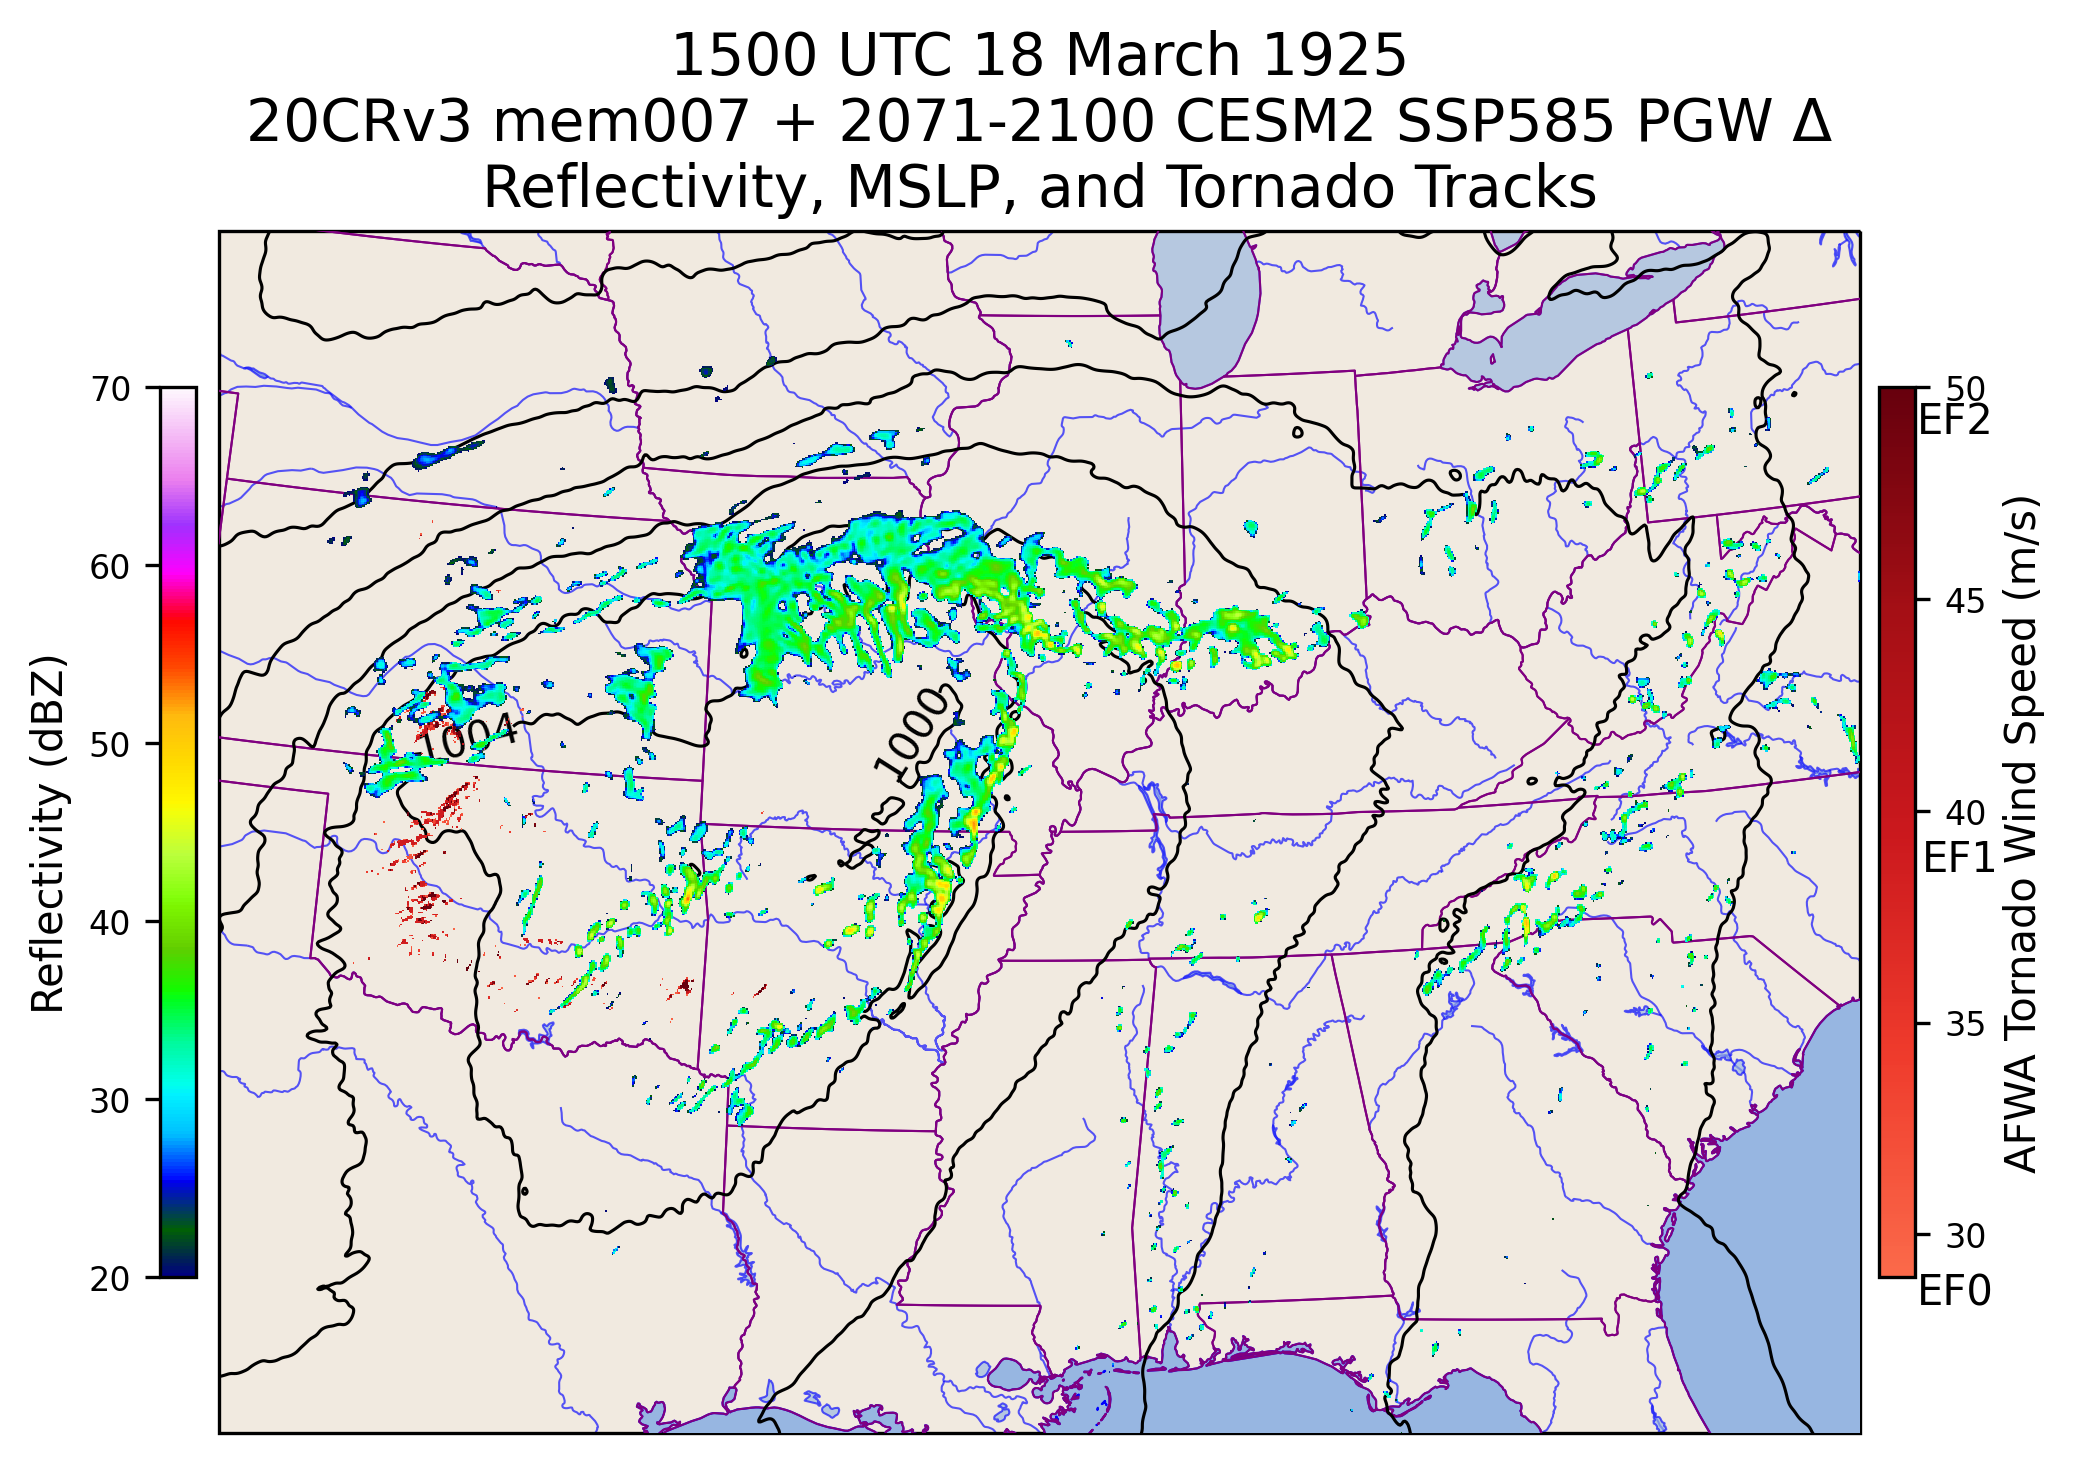 1500 UTC 18 March 1925
20CRv3 mem007 + 2071-2100 CESM2 SSP585 PGW Δ
Reflectivity, MSLP, and Tornado Tracks
70
60
50
40
30
20
Reflectivity (dBZ)
1004
1000
50
EF2
45
40
EF1
35
30
EF0
AFWA Tornado Wind Speed (m/s)